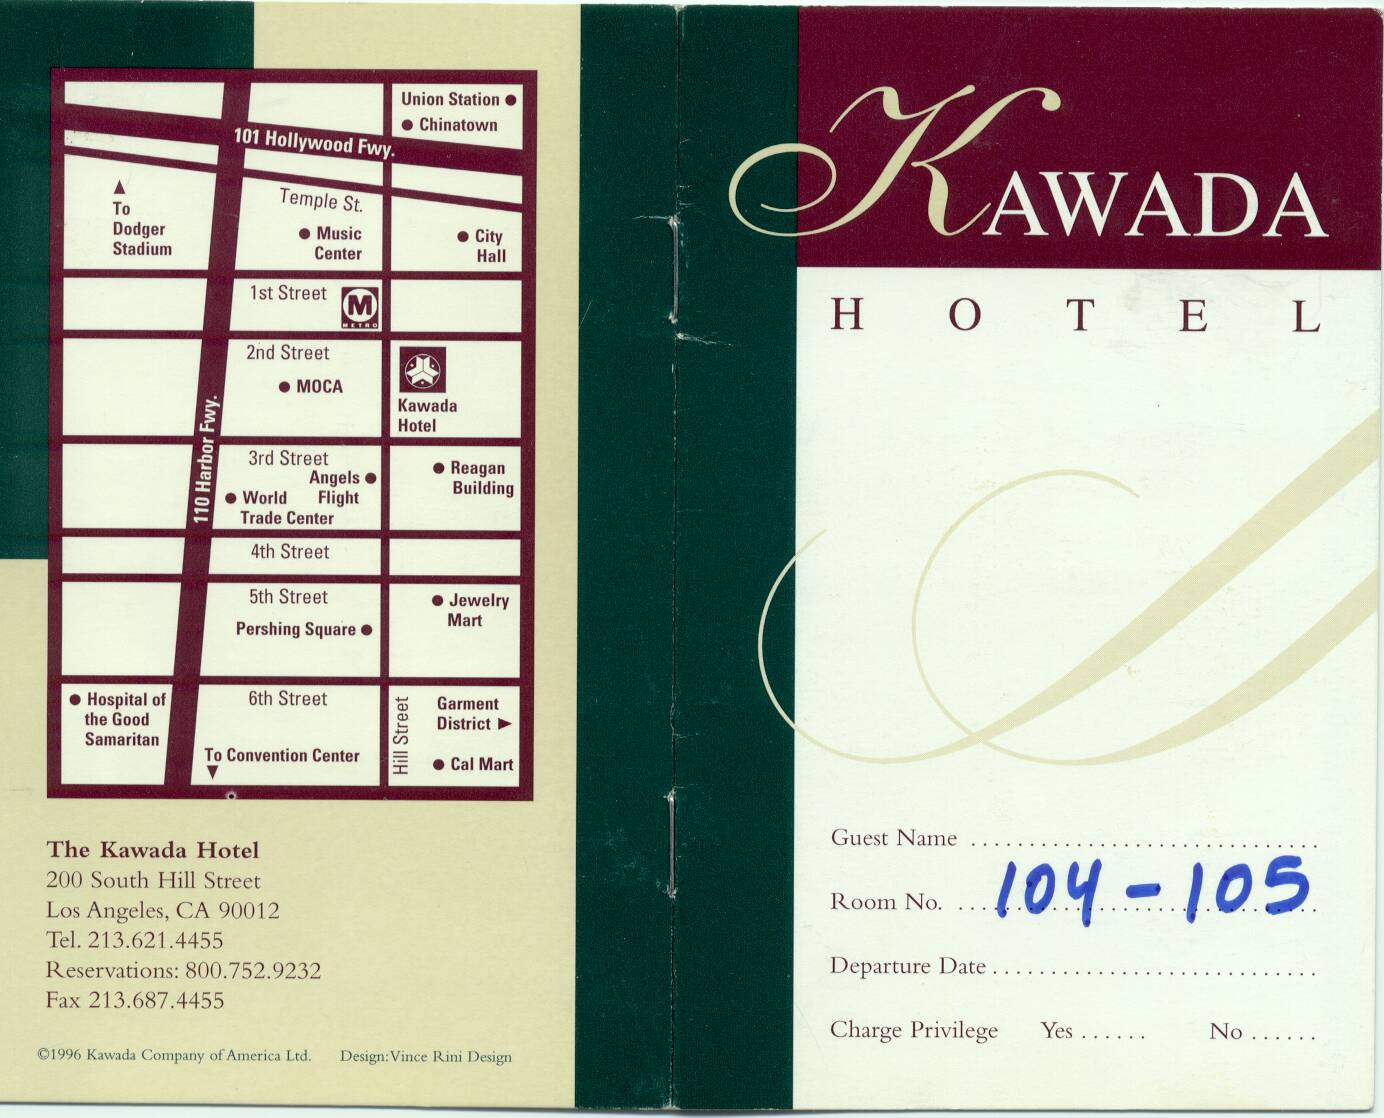 Union Station
Chinatown
101 Hollywood Fwy.
To
Dodger
Stadium
Temple St.
Music
Center
City
Hall
1st Street
M
METRO
2nd Street
MOCA
Kawada
Hotel
110 Harbor Fwy.
3rd Street
Angels
Flight
World
Trade Center
Reagan
Building
4th Street
5th Street
Pershing Square
Jewelry
Mart
Hospital of
the Good
Samaritan
6th Street
To Convention Center
Hill Street
Garment
District
Cal Mart
The Kawada Hotel
200 South Hill Street
Los Angeles, CA 90012
Tel. 213.621.4455
Reservations: 800.752.9232
Fax 213.687.4455
©1996 Kawada Company of America Ltd. Design: Vince Rini Design
KAWADA
HOTEL
Guest Name
Room No. 104-105
Departure Date
Charge Privilege Yes ...... No ......